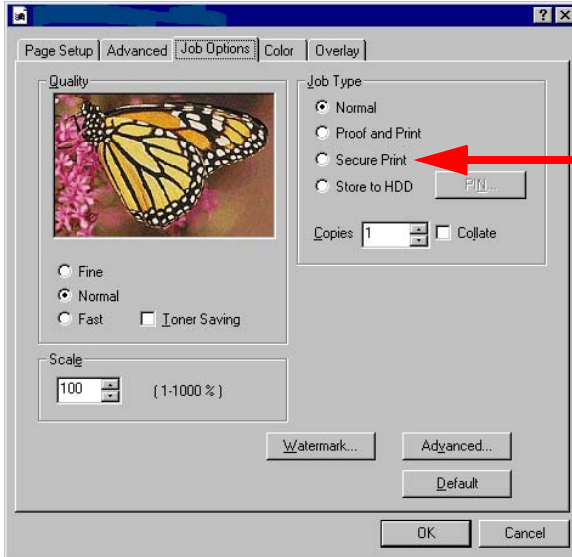 Page Setup Advanced Job Options Color Overlay
Quality
Fine
Normal
Fast Toner Saving
Scale
100 (1-1000 %)
Job Type
Normal
Proof and Print
Secure Print
Store to HDD PIN...
Copies 1 Collate
Watermark... Advanced...
Default
OK Cancel